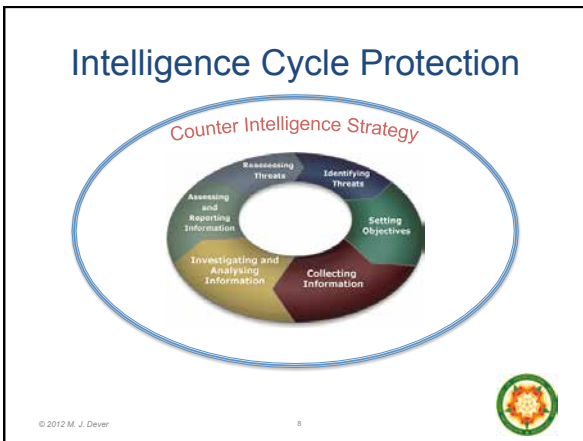 Intelligence Cycle Protection
Counter Intelligence Strategy
Reassessing
Threats
Identifying
Threats
Setting
Objectives
Collecting
Information
Investigating and
Analysing
Information
Assessing
and
Reporting
Information
© 2012 M. J. Dever
8